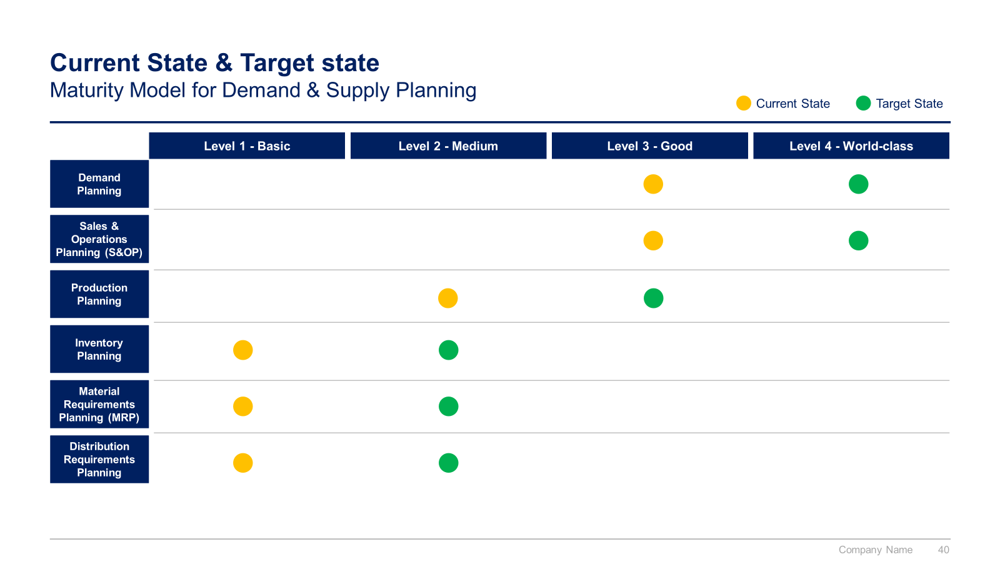 Current State & Target state
Maturity Model for Demand & Supply Planning
Current State
Target State
Level 1 - Basic
Level 2 - Medium
Level 3 - Good
Level 4 - World-class
Demand
Planning
Sales &
Operations
Planning (S&OP)
Production
Planning
Inventory
Planning
Material
Requirements
Planning (MRP)
Distribution
Requirements
Planning
Company Name
40